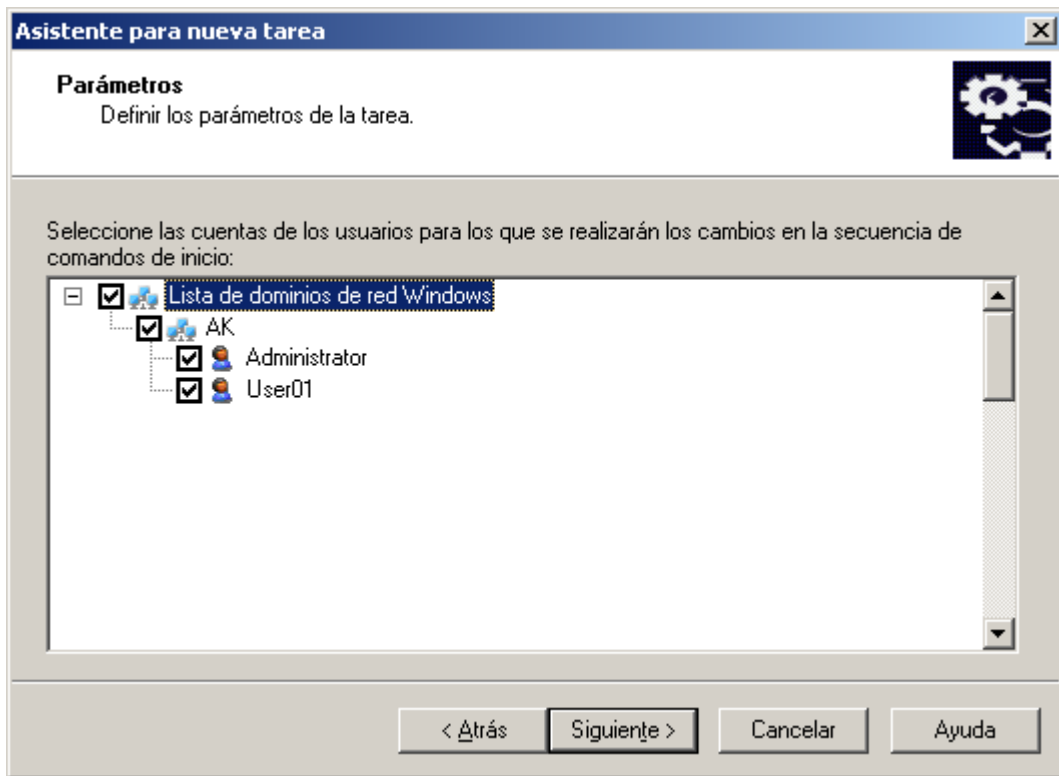 Asistente para nueva tarea
Parámetros
Definir los parámetros de la tarea.
Seleccione las cuentas de los usuarios para los que se realizarán los cambios en la secuencia de
comandos de inicio:
Lista de dominios de red Windows
AK
Administrator
User01
< Atrás
Siguiente >
Cancelar
Ayuda